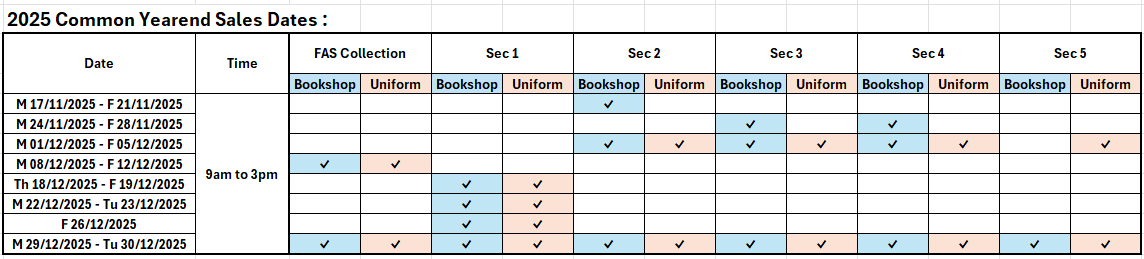 2025 Common Yearend Sales Dates :
Date Time FAS Collection Sec 1 Sec 2 Sec 3 Sec 4 Sec 5
Bookshop Uniform Bookshop Uniform Bookshop Uniform Bookshop Uniform Bookshop Uniform Bookshop Uniform
M 17/11/2025 - F 21/11/2025 ✓
M 24/11/2025 - F 28/11/2025 ✓ ✓
M 01/12/2025 - F 05/12/2025 ✓ ✓ ✓ ✓ ✓ ✓ ✓
M 08/12/2025 - F 12/12/2025 ✓ ✓
9am to 3pm
Th 18/12/2025 - F 19/12/2025 ✓ ✓
M 22/12/2025 - Tu 23/12/2025 ✓ ✓
F 26/12/2025 ✓ ✓
M 29/12/2025 - Tu 30/12/2025 ✓ ✓ ✓ ✓ ✓ ✓ ✓ ✓ ✓ ✓ ✓ ✓